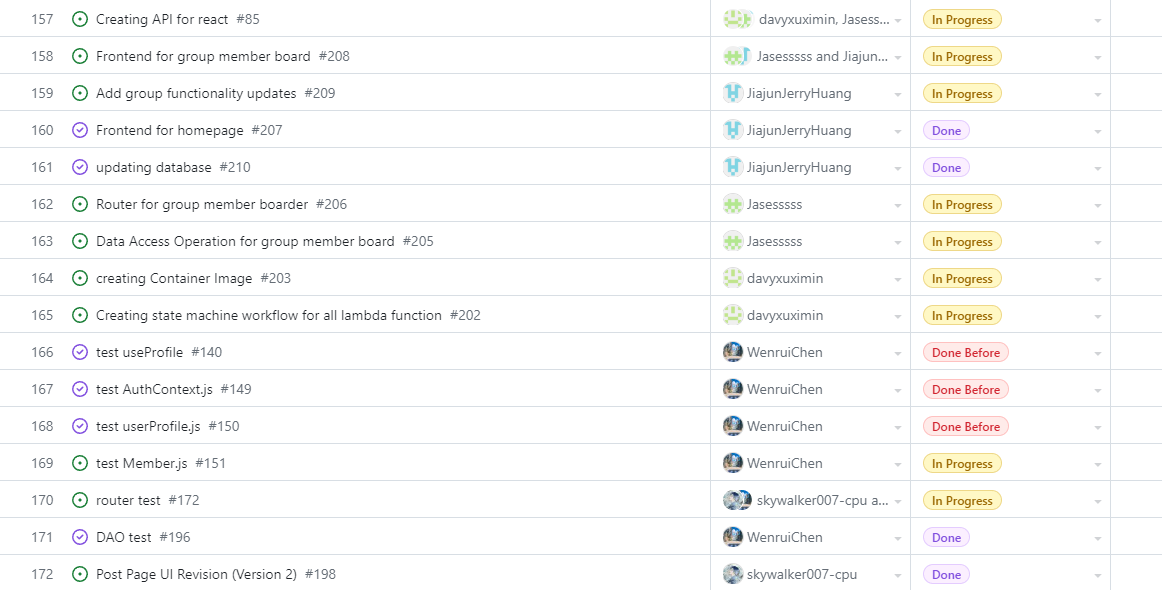 157 Creating API for react #85 davyxuximin, Jasess... In Progress
158 Frontend for group member board #208 Jasesssss and Jiajun... In Progress
159 Add group functionality updates #209 JiajunJerryHuang In Progress
160 Frontend for homepage #207 JiajunJerryHuang Done
161 updating database #210 JiajunJerryHuang Done
162 Router for group member boarder #206 Jasesssss In Progress
163 Data Access Operation for group member board #205 Jasesssss In Progress
164 creating Container Image #203 davyxuximin In Progress
165 Creating state machine workflow for all lambda function #202 davyxuximin In Progress
166 test useProfile #140 WenruiChen Done Before
167 test AuthContext.js #149 WenruiChen Done Before
168 test userProfile.js #150 WenruiChen Done Before
169 test Member.js #151 WenruiChen In Progress
170 router test #172 skywalker007-cpu a... In Progress
171 DAO test #196 WenruiChen Done
172 Post Page UI Revision (Version 2) #198 skywalker007-cpu Done